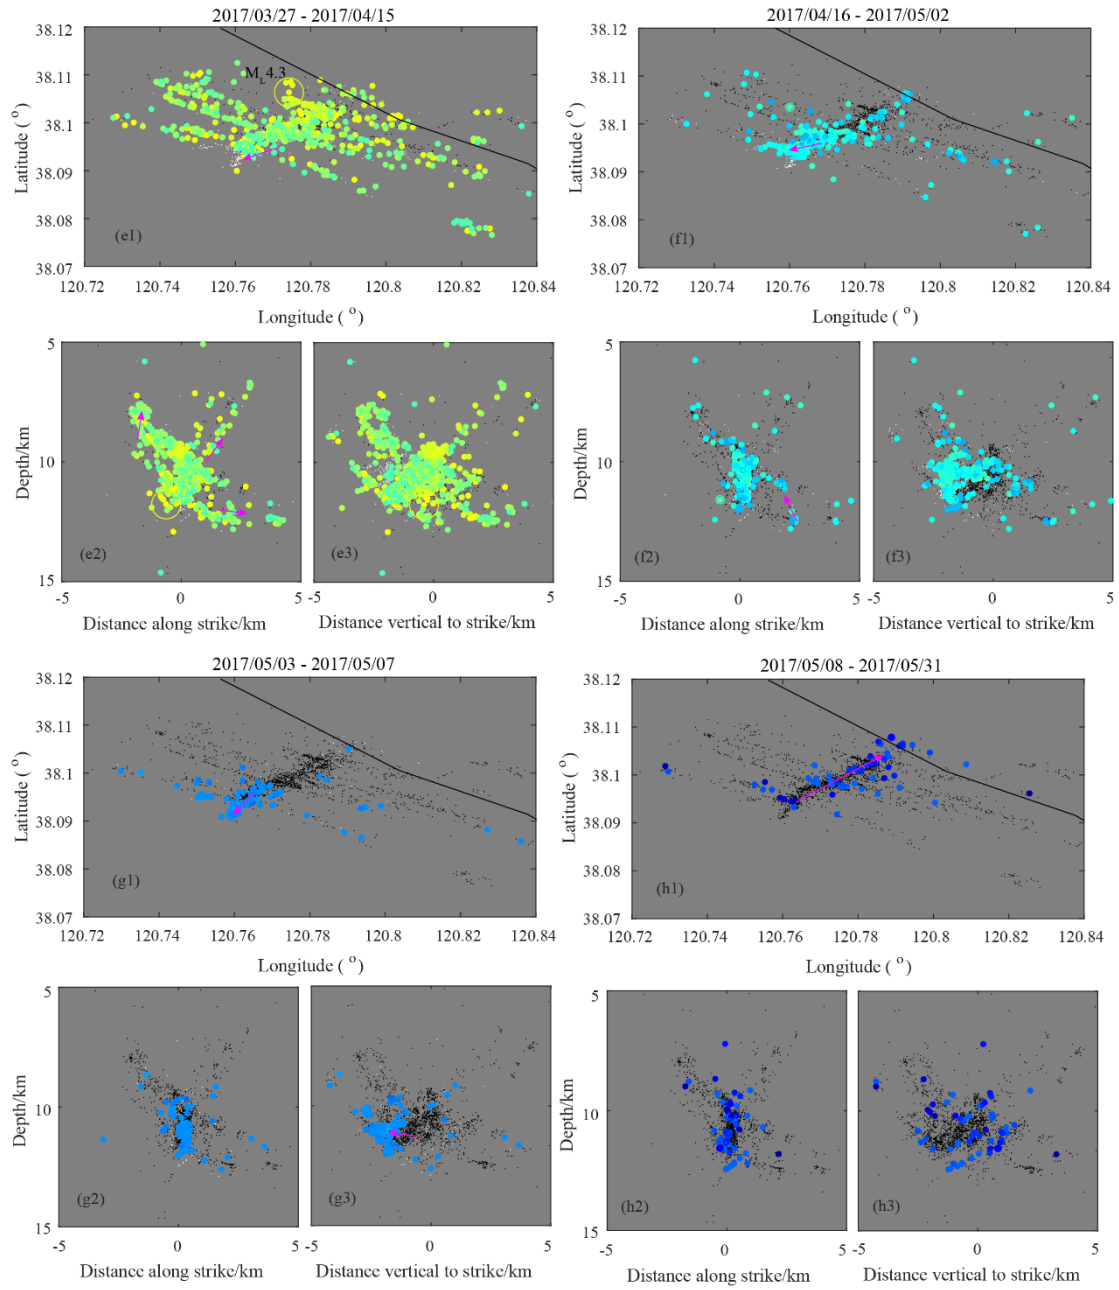 2017/03/27 - 2017/04/15
2017/04/16 - 2017/05/02
38.12
38.11
38.1
38.09
38.08
38.07
Latitude ( o )
M L 4.3
(e1)
120.72 120.74 120.76 120.78 120.8 120.82 120.84
Longitude ( o )
38.12
38.11
38.1
38.09
38.08
38.07
Latitude ( o )
(f1)
120.72 120.74 120.76 120.78 120.8 120.82 120.84
Longitude ( o )
5
10
15
Depth/km
(e2)
(e3)
-5 0 5
-5 0 5
Distance along strike/km
Distance vertical to strike/km
5
10
15
Depth/km
(f2)
(f3)
-5 0 5
-5 0 5
Distance along strike/km
Distance vertical to strike/km
2017/05/03 - 2017/05/07
2017/05/08 - 2017/05/31
38.12
38.11
38.1
38.09
38.08
38.07
Latitude ( o )
(g1)
120.72 120.74 120.76 120.78 120.8 120.82 120.84
Longitude ( o )
38.12
38.11
38.1
38.09
38.08
38.07
Latitude ( o )
(h1)
120.72 120.74 120.76 120.78 120.8 120.82 120.84
Longitude ( o )
5
10
15
Depth/km
(g2)
(g3)
-5 0 5
-5 0 5
Distance along strike/km
Distance vertical to strike/km
5
10
15
Depth/km
(h2)
(h3)
-5 0 5
-5 0 5
Distance along strike/km
Distance vertical to strike/km